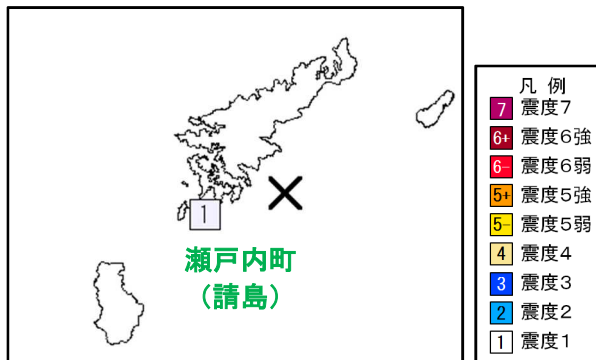 1
瀬戸内町
（請島）
凡 例
7 震度7
6+ 震度6強
6- 震度6弱
5+ 震度5強
5- 震度5弱
4 震度4
3 震度3
2 震度2
1 震度1